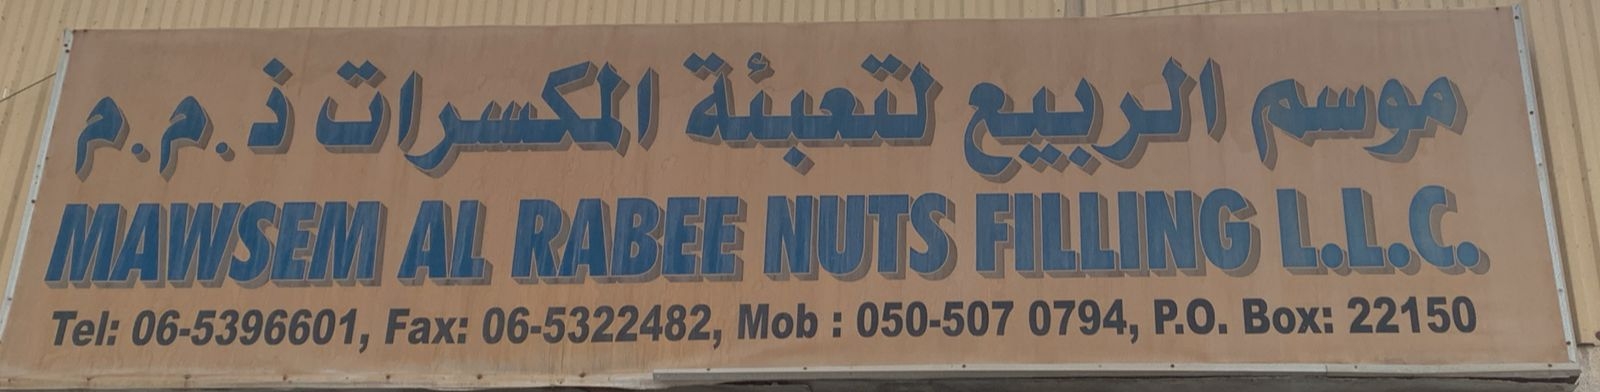 موسم الربيع لتعبئة المكسرات ذ.م.م
MAWSEM AL RABEE NUTS FILLING L.L.C.
Tel: 06-5396601, Fax: 06-5322482, Mob : 050-507 0794, P.O. Box: 22150